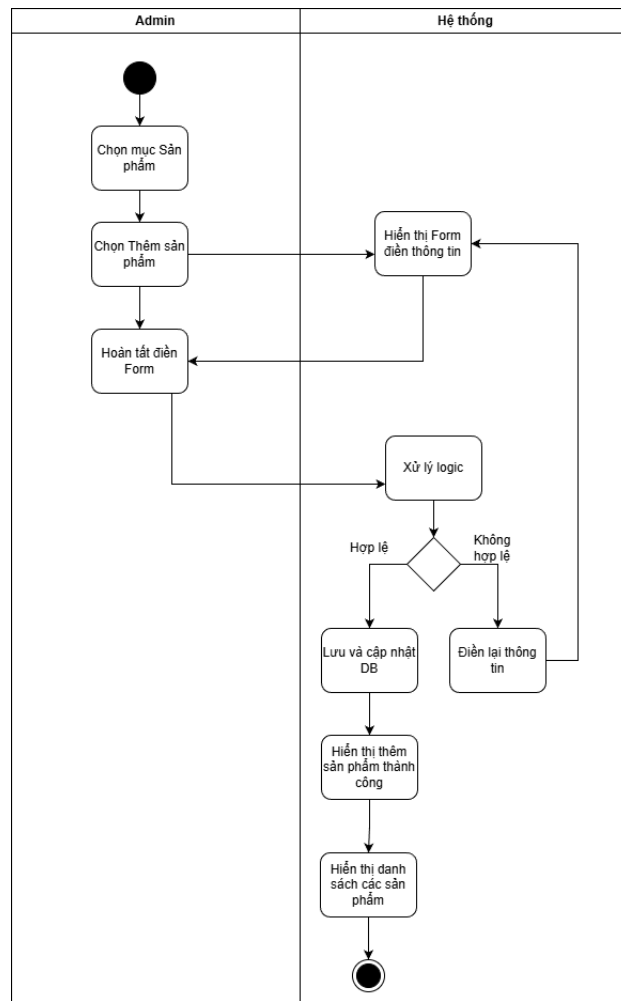 Admin
Hệ thống
Chọn mục Sản
phẩm
Chọn Thêm sản
phẩm
Hiển thị Form
điền thông tin
Hoàn tất điền
Form
Xử lý logic
Hợp lệ
Không
hợp lệ
Lưu và cập nhật
DB
Điền lại thông
tin
Hiển thị thêm
sản phẩm thành
công
Hiển thị danh
sách các sản
phẩm